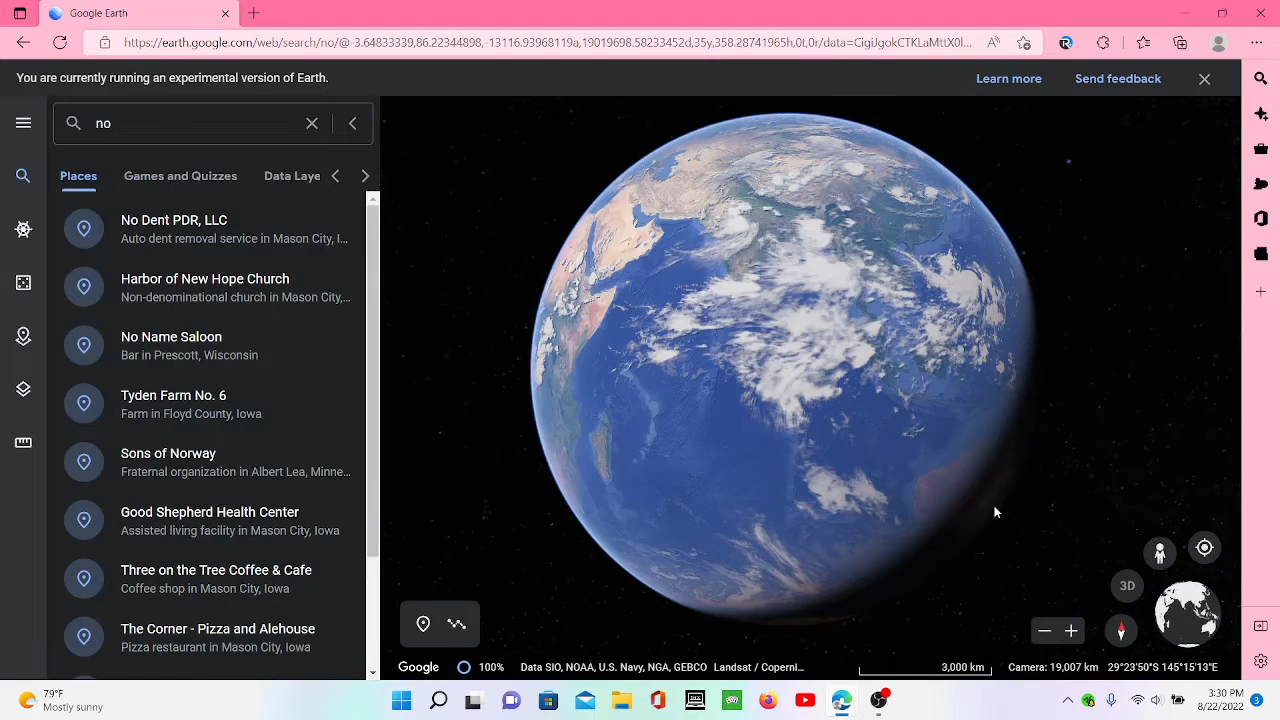 Google Earth
https://earth.google.com/web/search/no/@-3.64833339,86.22344898,-13116.93968119a,19019698.58233452d,35y,358.28741965h,0t,0r/data=CigiJgokCTKLaMttX0l...
You are currently running an experimental version of Earth.
Learn more
Send feedback
no
Places
Games and Quizzes
Data Laye
No Dent PDR, LLC
Auto dent removal service in Mason City, I...
Harbor of New Hope Church
Non-denominational church in Mason City,...
No Name Saloon
Bar in Prescott, Wisconsin
Tyden Farm No. 6
Farm in Floyd County, Iowa
Sons of Norway
Fraternal organization in Albert Lea, Minne...
Good Shepherd Health Center
Assisted living facility in Mason City, Iowa
Three on the Tree Coffee & Cafe
Coffee shop in Mason City, Iowa
The Corner - Pizza and Alehouse
Pizza restaurant in Mason City, Iowa
3D
Google
100%
Data SIO, NOAA, U.S. Navy, NGA, GEBCO Landsat / Coperni...
3,000 km
Camera: 19,097 km 29°23'50"S 145°15'13"E
79°F
Mostly sunny
3:30 PM
8/22/2022
3